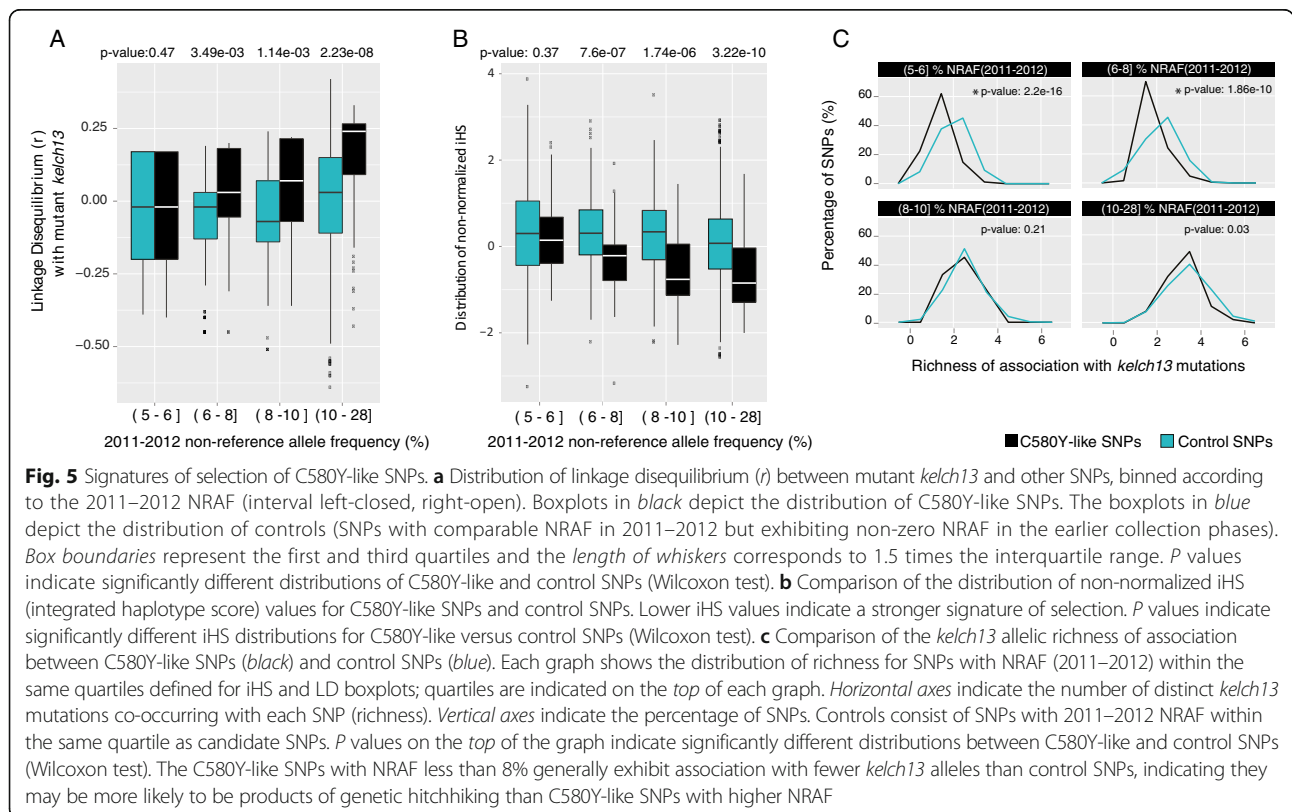 A
p-value:0.47 3.49e-03 1.14e-03 2.23e-08
Linkage Disequilibrium (r)
with mutant kelch13
0.25
0.00
−0.25
−0.50
( 5 - 6 ] ( 6 - 8] ( 8 -10 ] (10 - 28]
2011-2012 non-reference allele frequency (%)
B
p-value: 0.37 7.6e-07 1.74e-06 3.22e-10
Distribution of non-normalized iHS
4
2
0
−2
( 5 - 6 ] ( 6 - 8] ( 8 -10 ] (10 - 28]
2011-2012 non-reference allele frequency (%)
C
Percentage of SNPs (%)
(5-6] % NRAF(2011-2012) (6-8] % NRAF(2011-2012)
* p-value: 2.2e-16 * p-value: 1.86e-10
60
40
20
0
(8-10] % NRAF(2011-2012) (10-28] % NRAF(2011-2012)
p-value: 0.21 p-value: 0.03
60
40
20
0
0 2 4 6 0 2 4 6
Richness of association with kelch13 mutations
C580Y-like SNPs Control SNPs
Fig. 5 Signatures of selection of C580Y-like SNPs. a Distribution of linkage disequilibrium (r) between mutant kelch13 and other SNPs, binned according
to the 2011–2012 NRAF (interval left-closed, right-open). Boxplots in black depict the distribution of C580Y-like SNPs. The boxplots in blue
depict the distribution of controls (SNPs with comparable NRAF in 2011–2012 but exhibiting non-zero NRAF in the earlier collection phases).
Box boundaries represent the first and third quartiles and the length of whiskers corresponds to 1.5 times the interquartile range. P values
indicate significantly different distributions of C580Y-like and control SNPs (Wilcoxon test). b Comparison of the distribution of non-normalized iHS
(integrated haplotype score) values for C580Y-like SNPs and control SNPs. Lower iHS values indicate a stronger signature of selection. P values indicate
significantly different iHS distributions for C580Y-like versus control SNPs (Wilcoxon test). c Comparison of the kelch13 allelic richness of association
between C580Y-like SNPs (black) and control SNPs (blue). Each graph shows the distribution of richness for SNPs with NRAF (2011–2012) within the
same quartiles defined for iHS and LD boxplots; quartiles are indicated on the top of each graph. Horizontal axes indicate the number of distinct kelch13
mutations co-occurring with each SNP (richness). Vertical axes indicate the percentage of SNPs. Controls consist of SNPs with 2011–2012 NRAF within
the same quartile as candidate SNPs. P values on the top of the graph indicate significantly different distributions between C580Y-like and control SNPs
(Wilcoxon test). The C580Y-like SNPs with NRAF less than 8% generally exhibit association with fewer kelch13 alleles than control SNPs, indicating they
may be more likely to be products of genetic hitchhiking than C580Y-like SNPs with higher NRAF